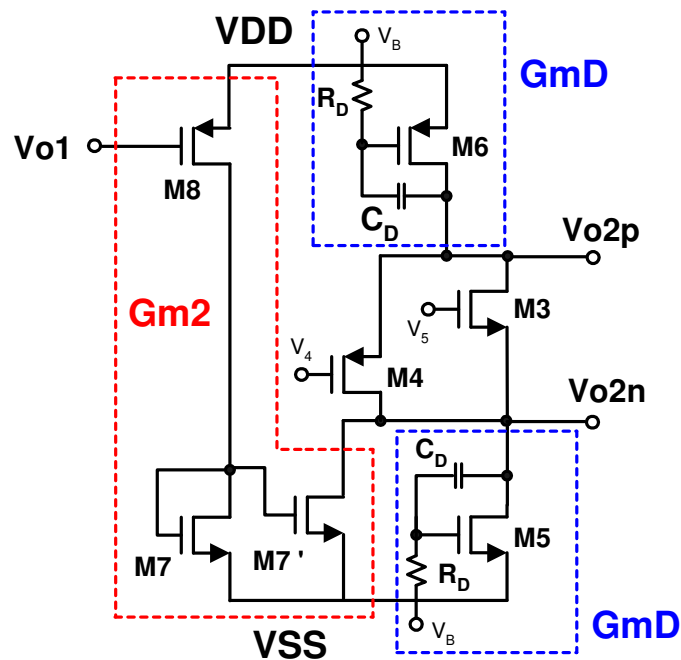 VDD
V_B
GmD
R_D
Vo1
M6
M8
C_D
Vo2p
Gm2
M3
V_5
V_4
M4
Vo2n
C_D
M5
M7
M7 '
R_D
VSS
V_B
GmD